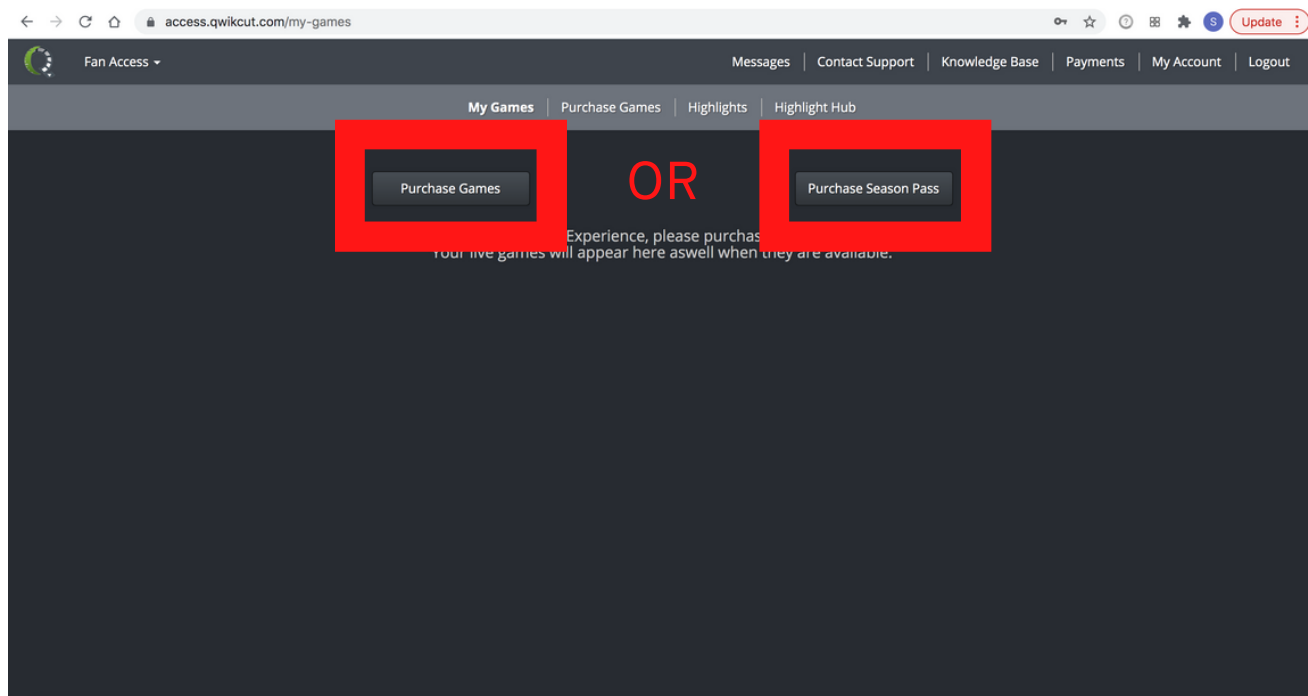 access.qwikcut.com/my-games
S
Update
Fan Access
Messages
Contact Support
Knowledge Base
Payments
My Account
Logout
My Games
Purchase Games
Highlights
Highlight Hub
Purchase Games
OR
Purchase Season Pass
Experience, please purchas
Your live games will appear here aswell when they are available.